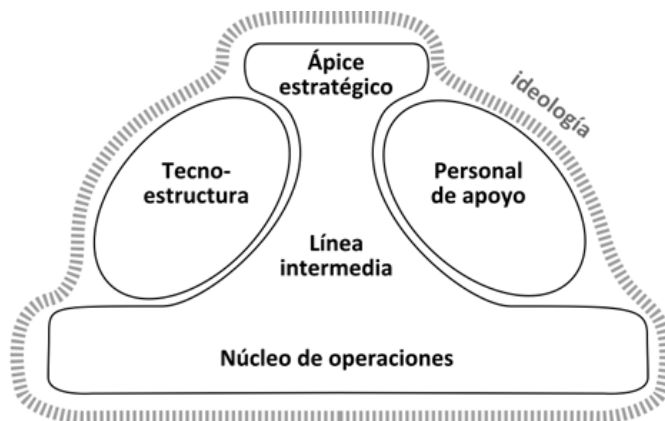 Ápice
estratégico
ideología
Tecno-
estructura
Personal
de apoyo
Línea
intermedia
Núcleo de operaciones